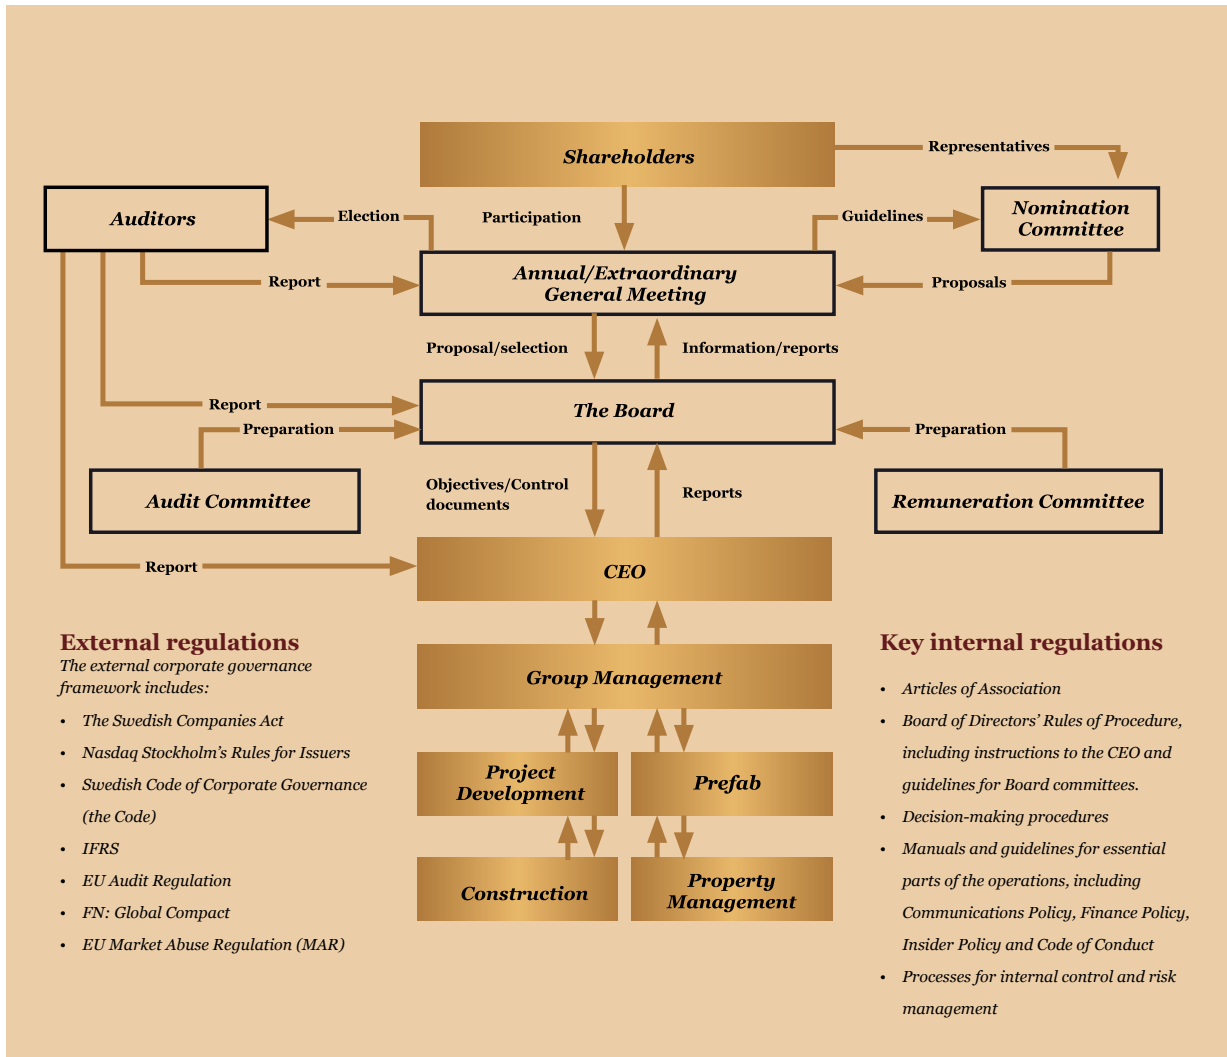 Shareholders
Representatives
Auditors
Election
Participation
Guidelines
Nomination
Committee
Annual/Extraordinary
General Meeting
Report
Proposals
Proposal/selection
Information/reports
Report
The Board
Preparation
Preparation
Audit Committee
Objectives/Control
documents
Reports
Remuneration Committee
Report
CEO
Group Management
Project
Development
Prefab
Construction
Property
Management
External regulations
The external corporate governance
framework includes:
• The Swedish Companies Act
• Nasdaq Stockholm’s Rules for Issuers
• Swedish Code of Corporate Governance
(the Code)
• IFRS
• EU Audit Regulation
• FN: Global Compact
• EU Market Abuse Regulation (MAR)
Key internal regulations
• Articles of Association
• Board of Directors’ Rules of Procedure,
including instructions to the CEO and
guidelines for Board committees.
• Decision-making procedures
• Manuals and guidelines for essential
parts of the operations, including
Communications Policy, Finance Policy,
Insider Policy and Code of Conduct
• Processes for internal control and risk
management